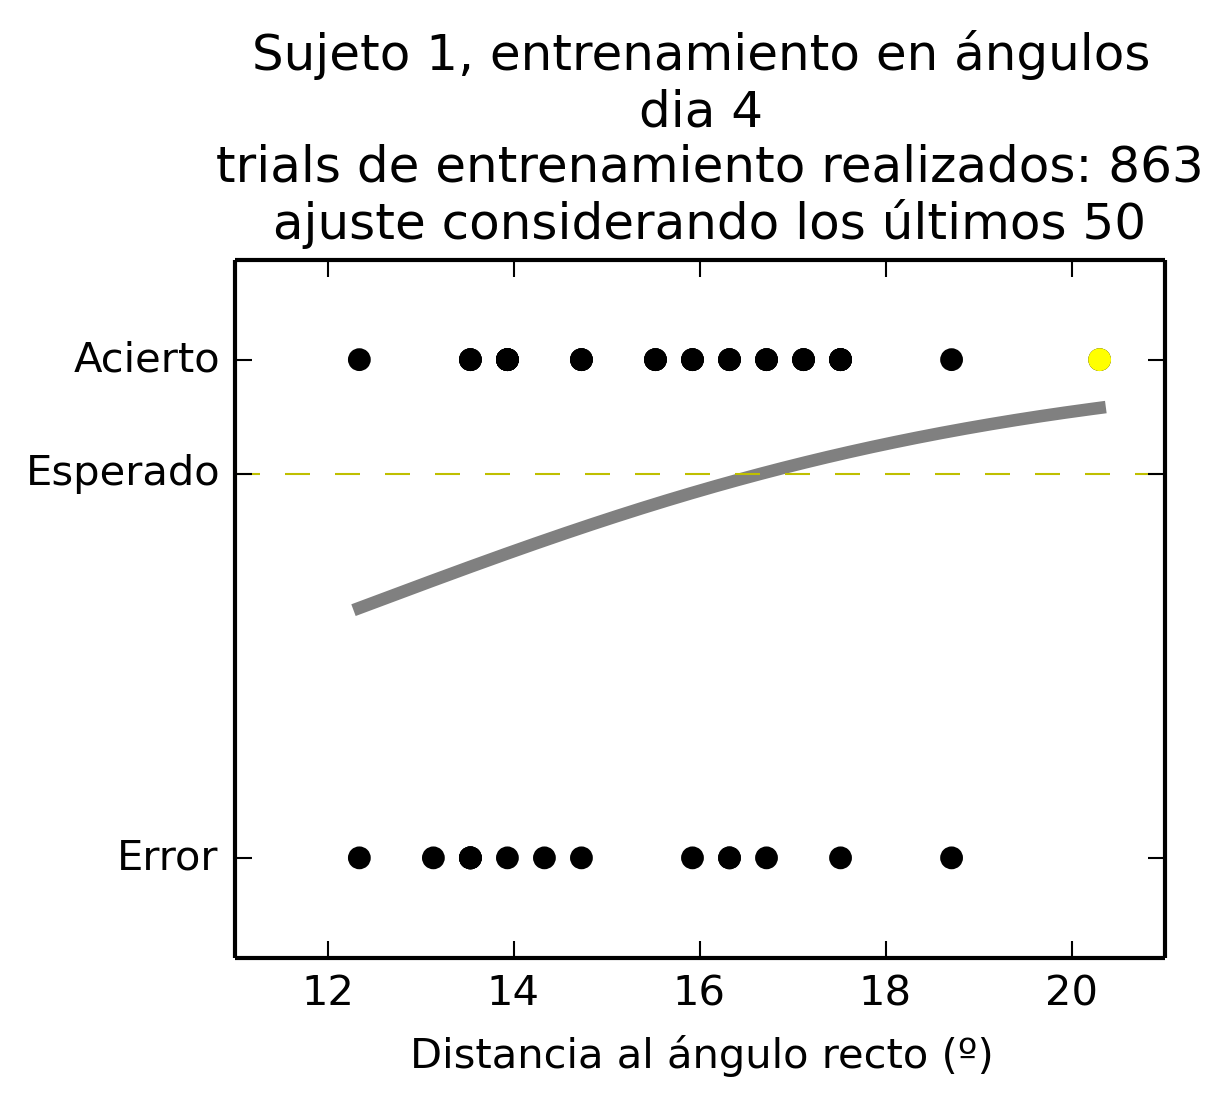 Sujeto 1, entrenamiento en ángulos
dia 4
trials de entrenamiento realizados: 863
ajuste considerando los últimos 50
Acierto
Esperado
Error
12 14 16 18 20
Distancia al ángulo recto (º)